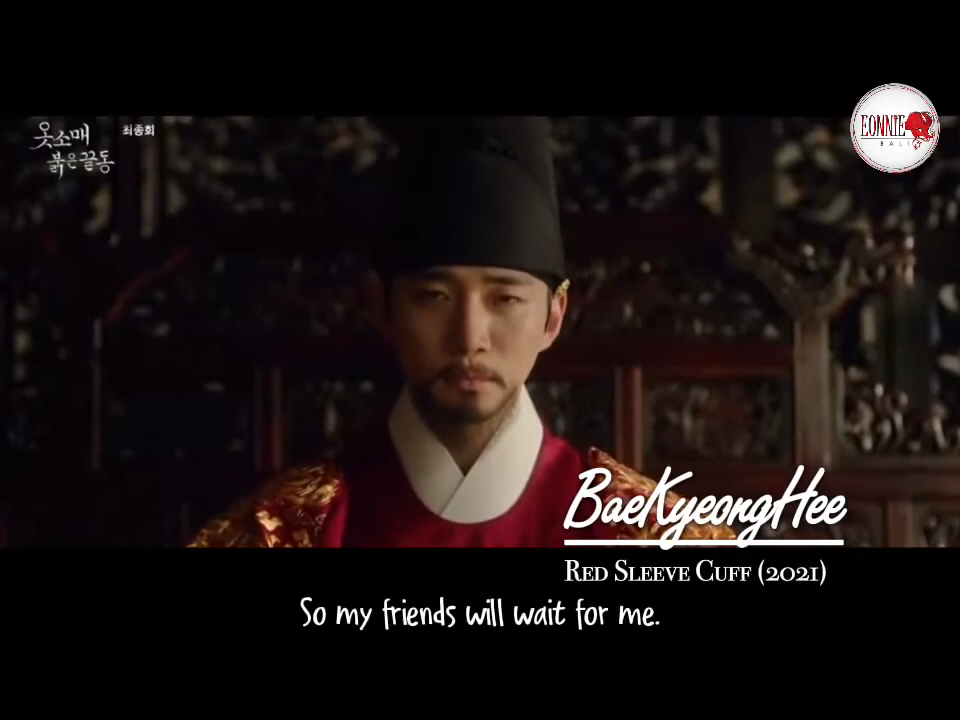 옷소매
붉은 끝동
최종회
EONNIE
BALI
BaeKyeongHee
Red Sleeve Cuff (2021)
So my friends will wait for me.